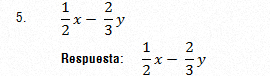 5. 1/2 x − 2/3 y
Respuesta: 1/2 x − 2/3 y